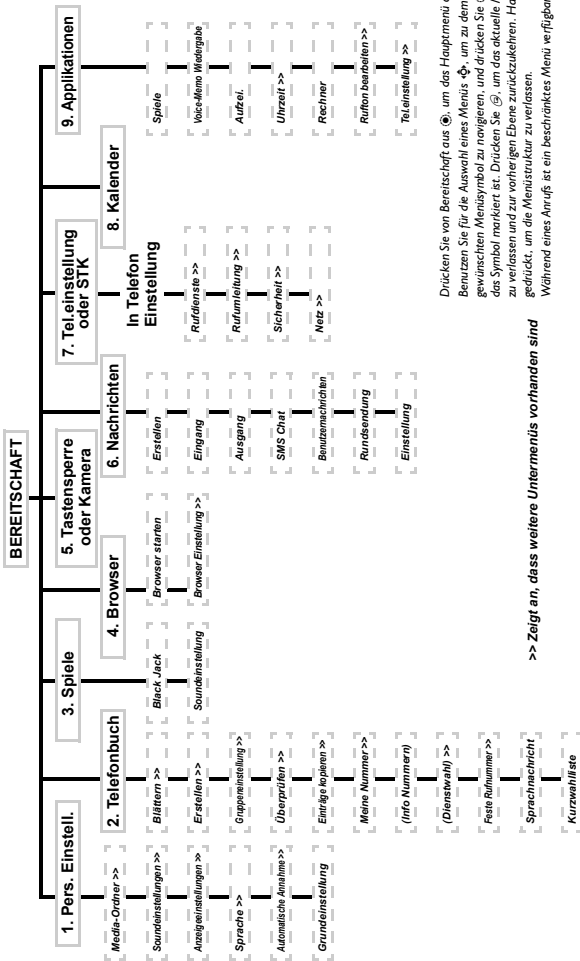 BEREITSCHAFT
1. Pers. Einstell.
Media-Ordner >>
Soundeinstellungen >>
Anzeigeeinstellungen >>
Sprache >>
Automatische Annahme >>
Grundeinstellung
2. Telefonbuch
Blättern >>
Erstellen >>
Gruppeneinstellung >>
Überprüfen >>
Einträge kopieren >>
Meine Nummer >>
(Info Nummern)
(Dienstwahl) >>
Feste Rufnummer >>
Sprachnachricht
Kurzwahlliste
3. Spiele
Black Jack
Soundeinstellung
4. Browser
Browser starten
Browser Einstellung >>
5. Tastensperre
oder Kamera
6. Nachrichten
Erstellen
Eingang
Ausgang
SMS Chat
Benutzernachrichten
Rundsendung
Einstellung
7. Tel.einstellung
oder STK
In Telefon
Einstellung
Rufdienste >>
Rufumleitung >>
Sicherheit >>
Netz >>
8. Kalender
9. Applikationen
Spiele
Voice-Memo Wiedergabe
Aufzei.
Uhrzeit >>
Rechner
Rufton bearbeiten >>
Tel.einstellung >>
>> Zeigt an, dass weitere Untermenüs vorhanden sind
Drücken Sie von Bereitschaft aus , um das Hauptmenü
Benutzen Sie für die Auswahl eines Menüs , um zu dem
gewünschten Menüsymbol zu navigieren, und drücken Sie
das Symbol markiert ist. Drücken Sie , um das aktuelle
zu verlassen und zur vorherigen Ebene zurückzukehren.
gedrückt, um die Menüstruktur zu verlassen.
Während eines Anrufs ist ein beschränktes Menü verfügbar